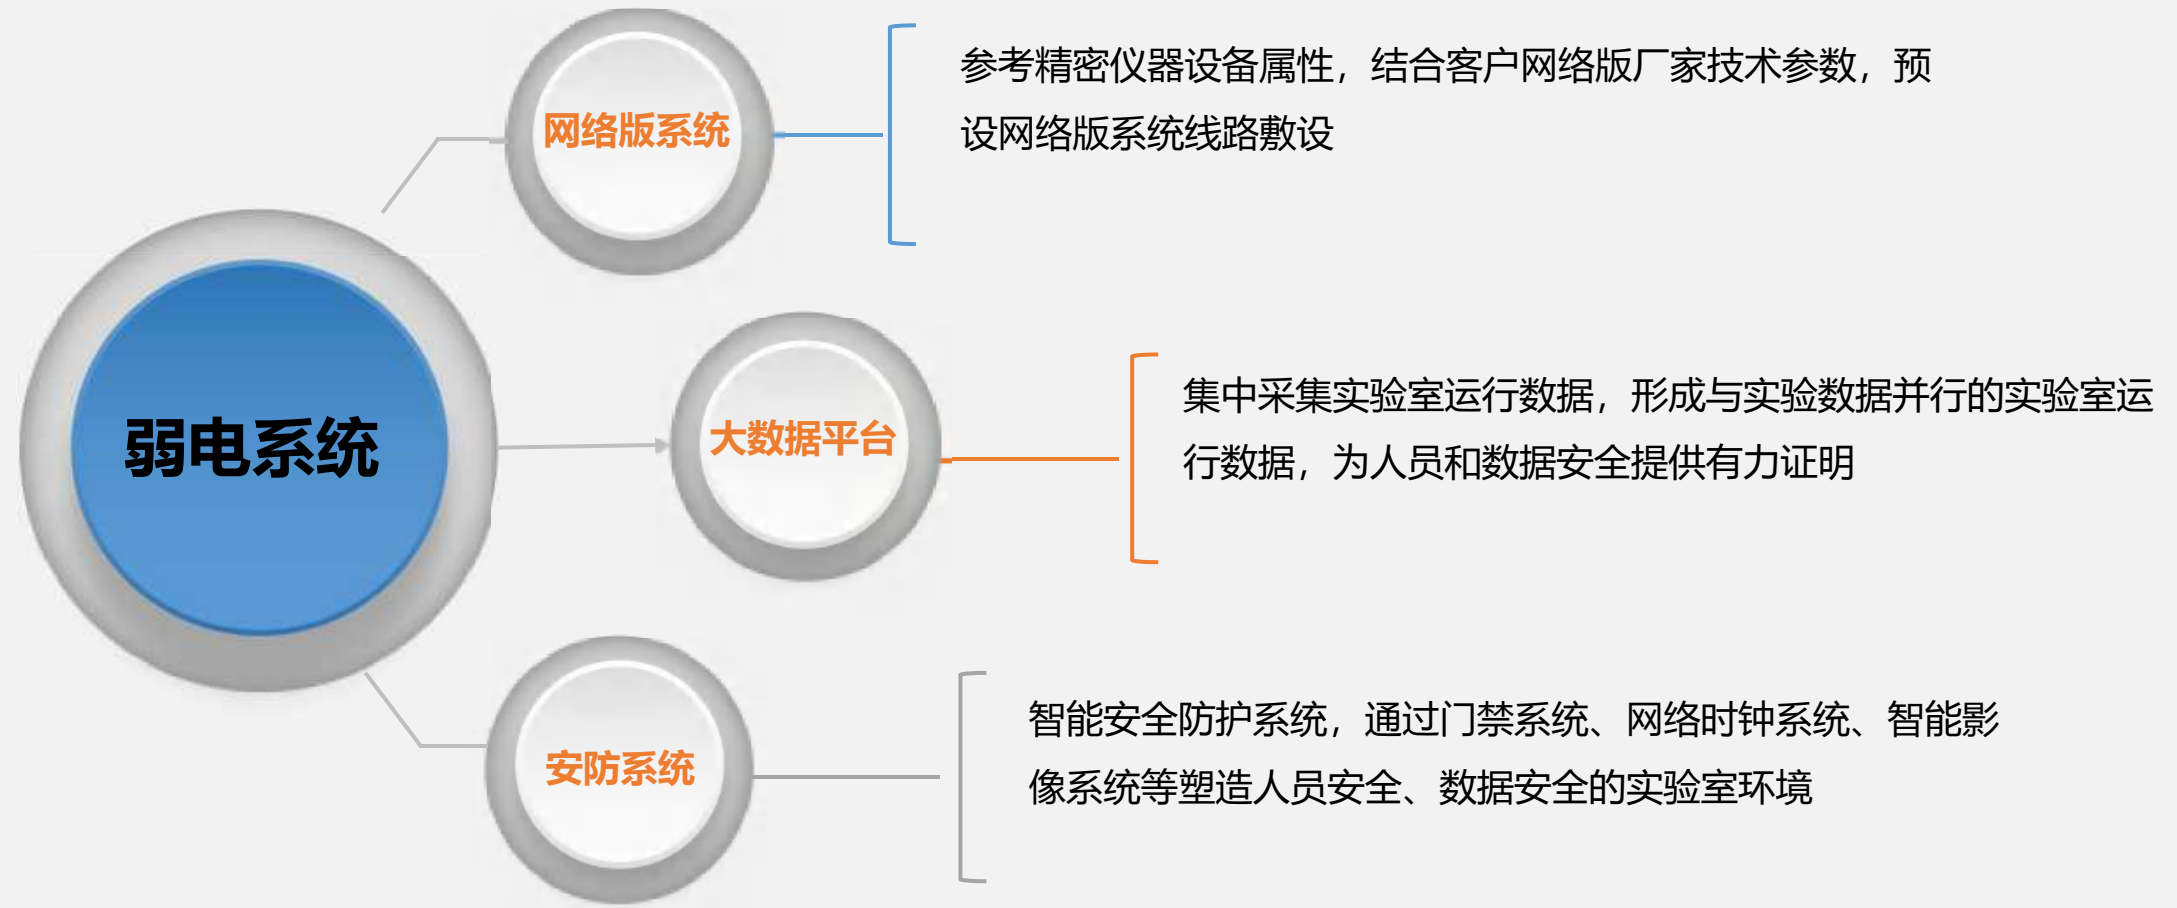 网络版系统
参考精密仪器设备属性，结合客户网络版厂家技术参数，预
设网络版系统线路敷设
弱电系统
大数据平台
集中采集实验室运行数据，形成与实验数据并行的实验室运
行数据，为人员和数据安全提供有力证明
安防系统
智能安全防护系统，通过门禁系统、网络时钟系统、智能影
像系统等塑造人员安全、数据安全的实验室环境